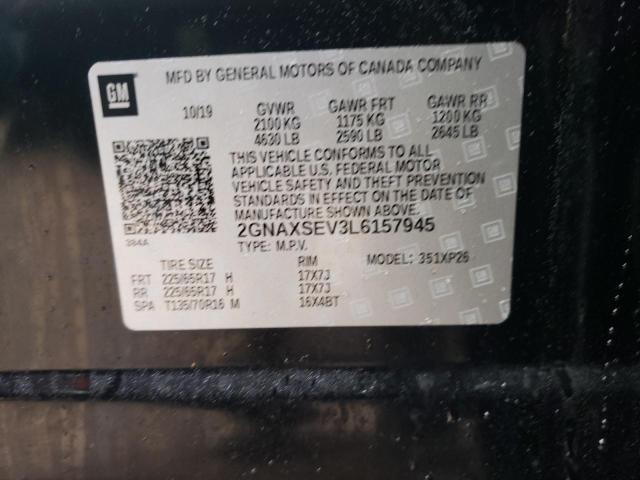 GM
MFD BY GENERAL MOTORS OF CANADA COMPANY
10/19 GVWR GAWR FRT GAWR RR
2100 KG 1175 KG 1200 KG
4630 LB 2590 LB 2645 LB
THIS VEHICLE CONFORMS TO ALL
APPLICABLE U.S. FEDERAL MOTOR
VEHICLE SAFETY AND THEFT PREVENTION
STANDARDS IN EFFECT ON THE DATE OF
MANUFACTURE SHOWN ABOVE.
384A 2GNAXSEV3L6157945
TYPE: M.P.V. MODEL: 351XP26
TIRE SIZE RIM
FRT 225/65R17 H 17X7J
RR 225/65R17 H 17X7J
SPA T135/70R16 M 16X4BT